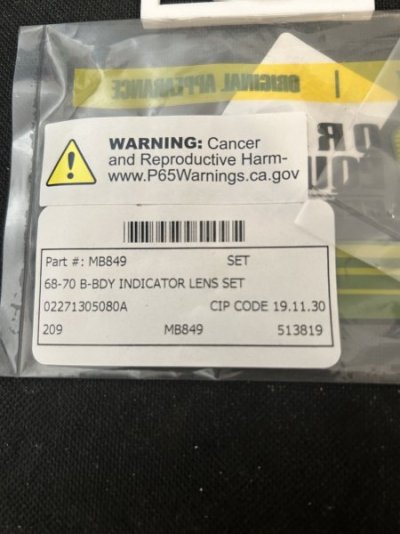 ORIGINAL APPEARANCE
WARNING: Cancer
and Reproductive Harm-
www.P65Warnings.ca.gov
Part #: MB849 SET
68-70 B-BDY INDICATOR LENS SET
02271305080A CIP CODE 19.11.30
209 MB849 513819